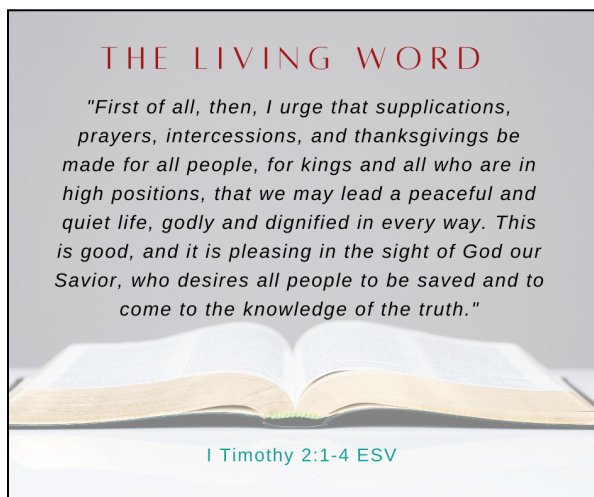 THE LIVING WORD
"First of all, then, I urge that supplications,
prayers, intercessions, and thanksgivings be
made for all people, for kings and all who are in
high positions, that we may lead a peaceful and
quiet life, godly and dignified in every way. This
is good, and it is pleasing in the sight of God our
Savior, who desires all people to be saved and to
come to the knowledge of the truth."
I Timothy 2:1-4 ESV